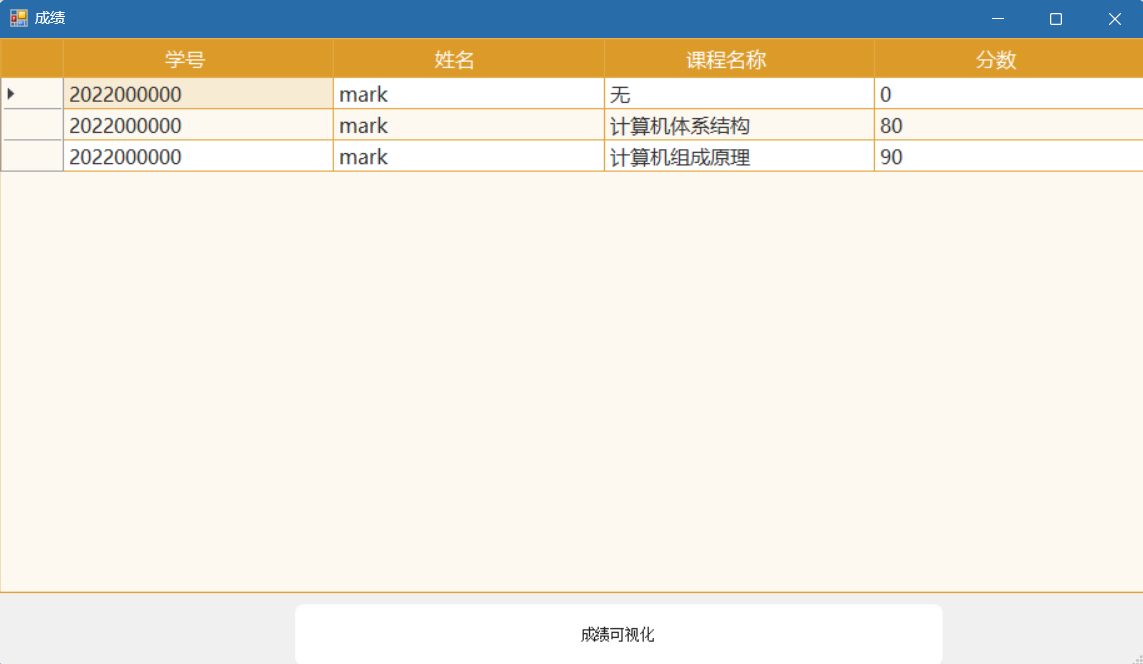 成绩
学号 姓名 课程名称 分数
2022000000 mark 无 0
2022000000 mark 计算机体系结构 80
2022000000 mark 计算机组成原理 90
成绩可视化